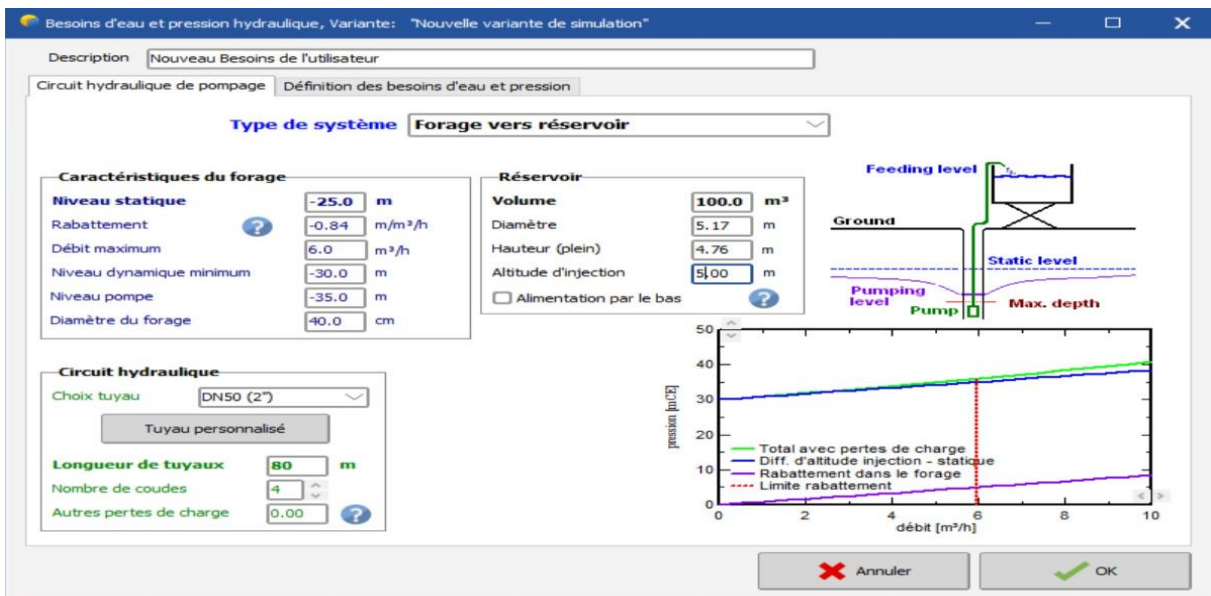 Besoins d'eau et pression hydraulique, Variante: "Nouvelle variante de simulation"
Description Nouveau Besoins de l'utilisateur
Circuit hydraulique de pompage Définition des besoins d'eau et pression
Type de système Forage vers réservoir
Caractéristiques du forage
Niveau statique -25.0 m
Rabattement ? -0.84 m/m³/h
Débit maximum 6.0 m³/h
Niveau dynamique minimum -30.0 m
Niveau pompe -35.0 m
Diamètre du forage 40.0 cm
Réservoir
Volume 100.0 m³
Diamètre 5.17 m
Hauteur (plein) 4.76 m
Altitude d'injection 5.00 m
Alimentation par le bas ?
Feeding level
Ground
Static level
Pumping
level
Max. depth
Pump
Circuit hydraulique
Choix tuyau DN50 (2")
Tuyau personnalisé
Longueur de tuyaux 80 m
Nombre de coudes 4
Autres pertes de charge 0.00 ?
50
40
30
20
10
0
pression [mCE]
Total avec pertes de charge
Diff. d'altitude injection - statique
Rabattement dans le forage
Limite rabattement
0 2 4 6 8 10
débit [m³/h]
Annuler OK